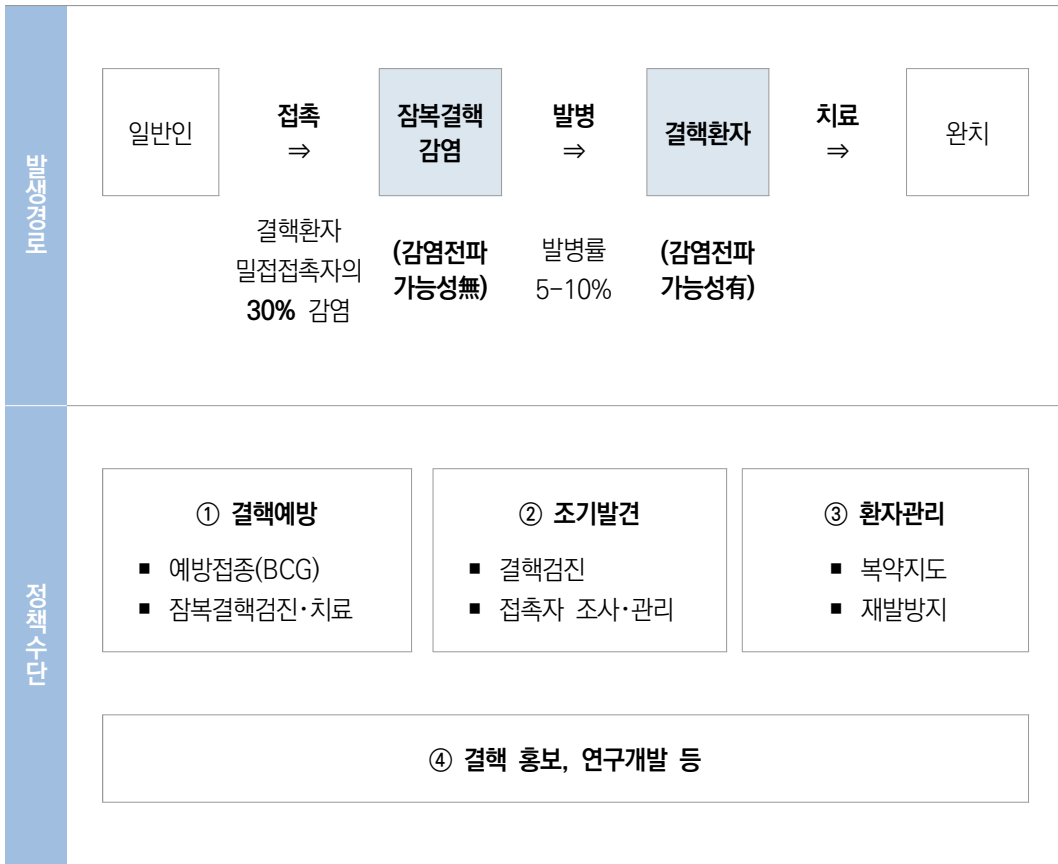 발생경로
일반인
접촉
⇒
잠복결핵
감염
발병
⇒
결핵환자
치료
⇒
완치
결핵환자
밀접접촉자의
30% 감염
(감염전파
가능성無)
발병률
5-10%
(감염전파
가능성有)
정책수단
① 결핵예방
■ 예방접종(BCG)
■ 잠복결핵검진·치료
② 조기발견
■ 결핵검진
■ 접촉자 조사·관리
③ 환자관리
■ 복약지도
■ 재발방지
④ 결핵 홍보, 연구개발 등